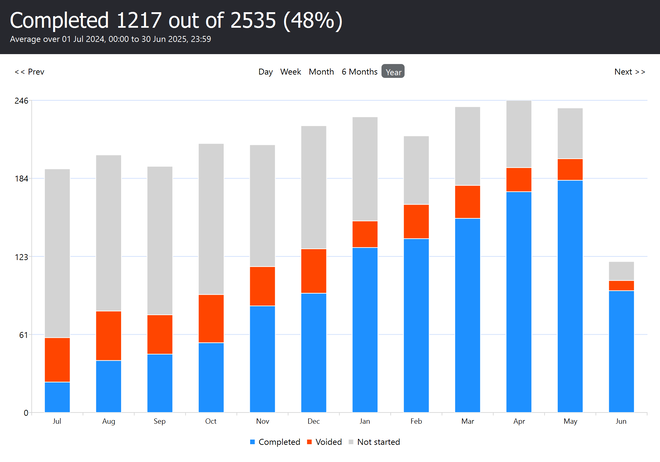 Completed 1217 out of 2535 (48%)
Average over 01 Jul 2024, 00:00 to 30 Jun 2025, 23:59
<< Prev Day Week Month 6 Months Year Next >>
246
184
123
61
0
Jul Aug Sep Oct Nov Dec Jan Feb Mar Apr May Jun
Completed Voided Not started